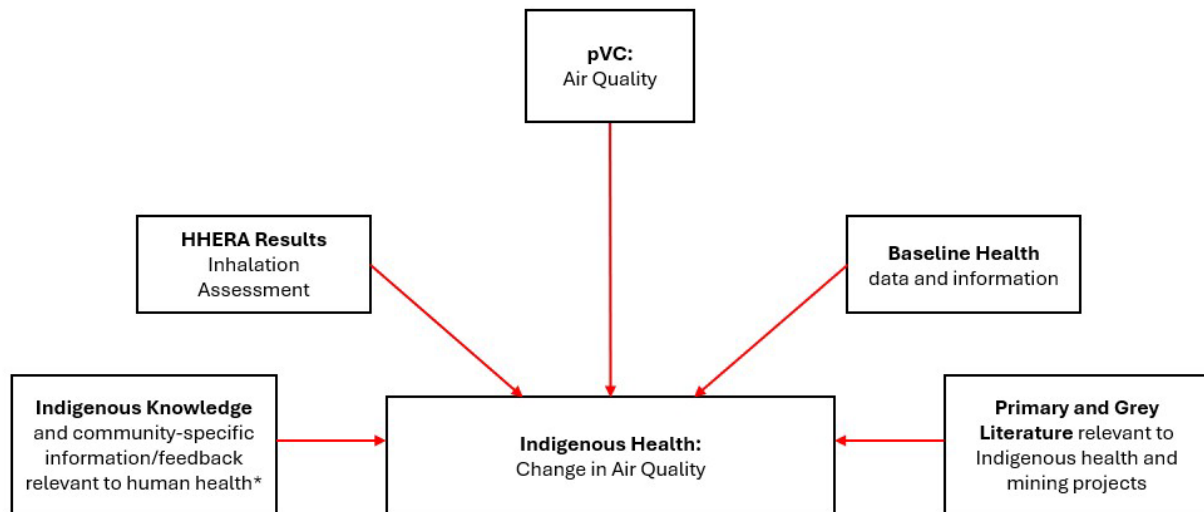 pVC:
Air Quality
HHERA Results
Inhalation
Assessment
Baseline Health
data and information
Indigenous Knowledge
and community-specific
information/feedback
relevant to human health*
Indigenous Health:
Change in Air Quality
Primary and Grey
Literature relevant to
Indigenous health and
mining projects